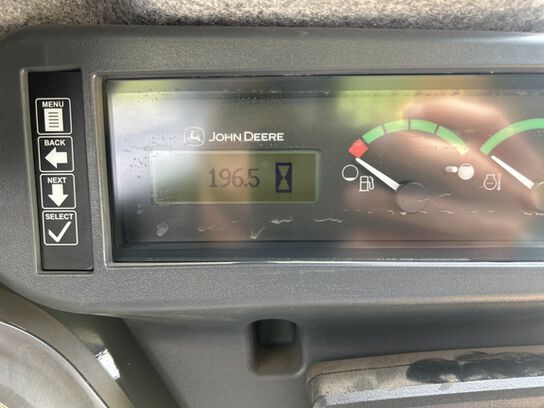 MENU
BACK
NEXT
SELECT
JOHN DEERE
196.5